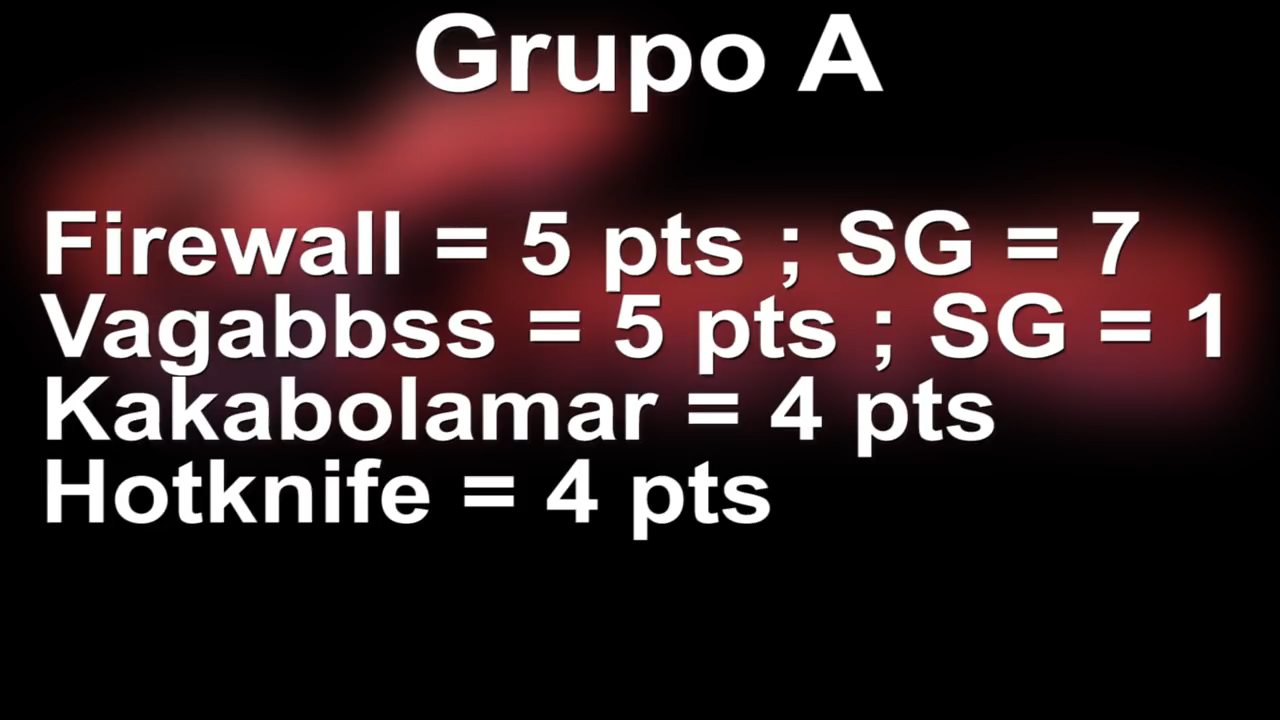 Grupo A
Firewall = 5 pts ; SG = 7
Vagabbss = 5 pts ; SG = 1
Kakabolamar = 4 pts
Hotknife = 4 pts